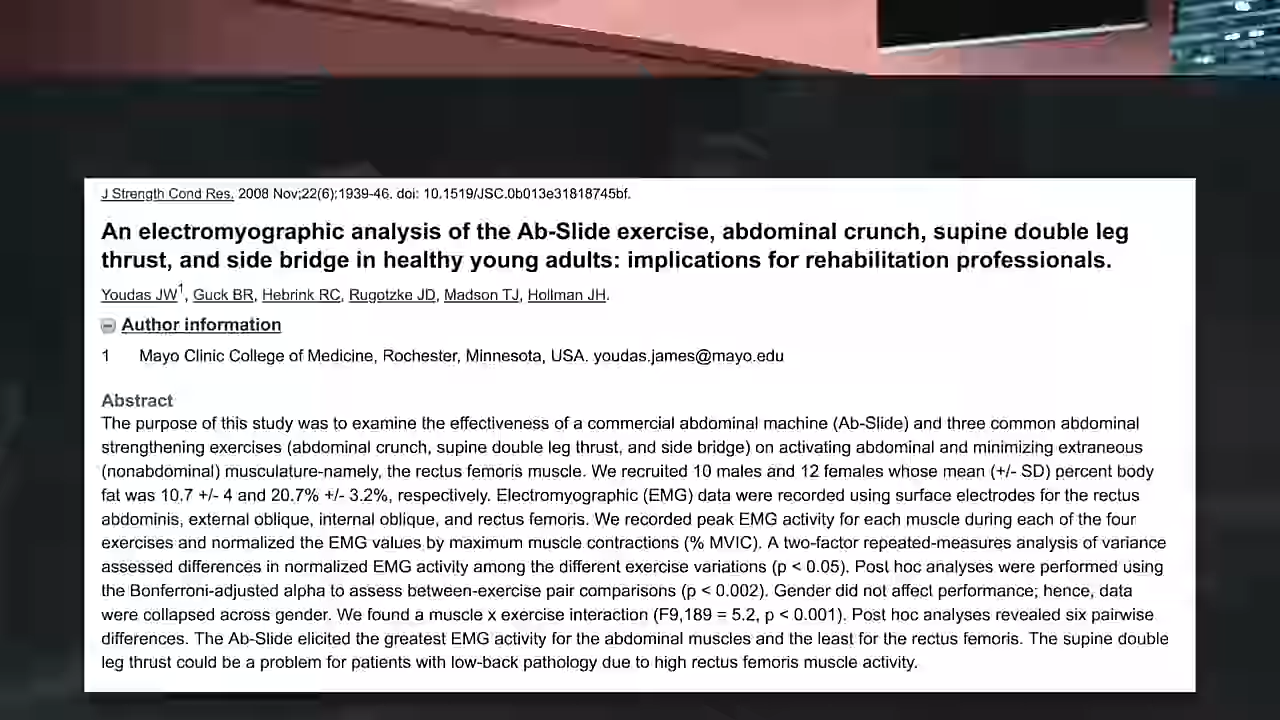 J Strength Cond Res. 2008 Nov;22(6):1939-46. doi: 10.1519/JSC.0b013e31818745bf.
An electromyographic analysis of the Ab-Slide exercise, abdominal crunch, supine double leg
thrust, and side bridge in healthy young adults: implications for rehabilitation professionals.
Youdas JW1, Guck BR, Hebrink RC, Rugotzke JD, Madson TJ, Hollman JH.
Author information
1 Mayo Clinic College of Medicine, Rochester, Minnesota, USA. youdas.james@mayo.edu
Abstract
The purpose of this study was to examine the effectiveness of a commercial abdominal machine (Ab-Slide) and three common abdominal
strengthening exercises (abdominal crunch, supine double leg thrust, and side bridge) on activating abdominal and minimizing extraneous
(nonabdominal) musculature-namely, the rectus femoris muscle. We recruited 10 males and 12 females whose mean (+/- SD) percent body
fat was 10.7 +/- 4 and 20.7% +/- 3.2%, respectively. Electromyographic (EMG) data were recorded using surface electrodes for the rectus
abdominis, external oblique, internal oblique, and rectus femoris. We recorded peak EMG activity for each muscle during each of the four
exercises and normalized the EMG values by maximum muscle contractions (% MVIC). A two-factor repeated-measures analysis of variance
assessed differences in normalized EMG activity among the different exercise variations (p < 0.05). Post hoc analyses were performed using
the Bonferroni-adjusted alpha to assess between-exercise pair comparisons (p < 0.002). Gender did not affect performance; hence, data
were collapsed across gender. We found a muscle x exercise interaction (F9,189 = 5.2, p < 0.001). Post hoc analyses revealed six pairwise
differences. The Ab-Slide elicited the greatest EMG activity for the abdominal muscles and the least for the rectus femoris. The supine double
leg thrust could be a problem for patients with low-back pathology due to high rectus femoris muscle activity.